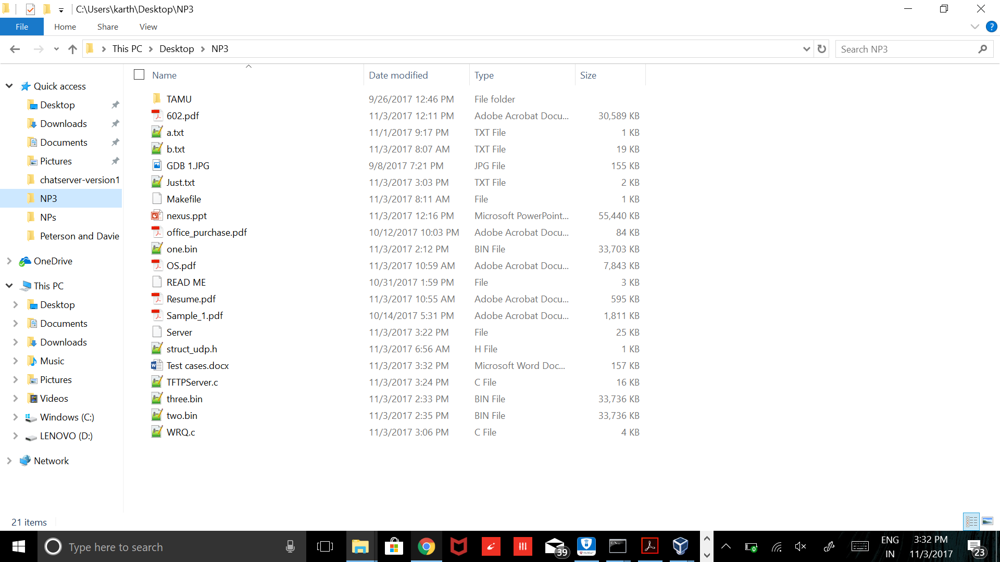 C:\Users\karth\Desktop\NP3
File Home Share View
This PC Desktop NP3
Search NP3
Name Date modified Type Size
Quick access
Desktop
Downloads
Documents
Pictures
chatserver-version1
NP3
NPs
Peterson and Davie
OneDrive
This PC
Desktop
Documents
Downloads
Music
Pictures
Videos
Windows (C:)
LENOVO (D:)
Network
TAMU 9/26/2017 12:46 PM File folder
602.pdf 11/3/2017 12:11 PM Adobe Acrobat Docu... 30,589 KB
a.txt 11/1/2017 9:17 PM TXT File 1 KB
b.txt 11/3/2017 8:07 AM TXT File 19 KB
GDB 1.JPG 9/8/2017 7:21 PM JPG File 155 KB
Just.txt 11/3/2017 3:03 PM TXT File 2 KB
Makefile 11/3/2017 8:11 AM File 1 KB
nexus.ppt 11/3/2017 12:16 PM Microsoft PowerPoint... 55,440 KB
office_purchase.pdf 10/12/2017 10:03 PM Adobe Acrobat Docu... 84 KB
one.bin 11/3/2017 2:12 PM BIN File 33,703 KB
OS.pdf 11/3/2017 10:59 AM Adobe Acrobat Docu... 7,843 KB
READ ME 10/31/2017 1:59 PM File 3 KB
Resume.pdf 11/3/2017 10:55 AM Adobe Acrobat Docu... 595 KB
Sample_1.pdf 10/14/2017 5:31 PM Adobe Acrobat Docu... 1,811 KB
Server 11/3/2017 3:22 PM File 25 KB
struct_udp.h 11/3/2017 6:56 AM H File 1 KB
Test cases.docx 11/3/2017 3:32 PM Microsoft Word Doc... 157 KB
TFTPServer.c 11/3/2017 3:24 PM C File 16 KB
three.bin 11/3/2017 2:33 PM BIN File 33,736 KB
two.bin 11/3/2017 2:35 PM BIN File 33,736 KB
WRQ.c 11/3/2017 3:06 PM C File 4 KB
21 items
Type here to search
39
ENG
IN
3:32 PM
11/3/2017
23